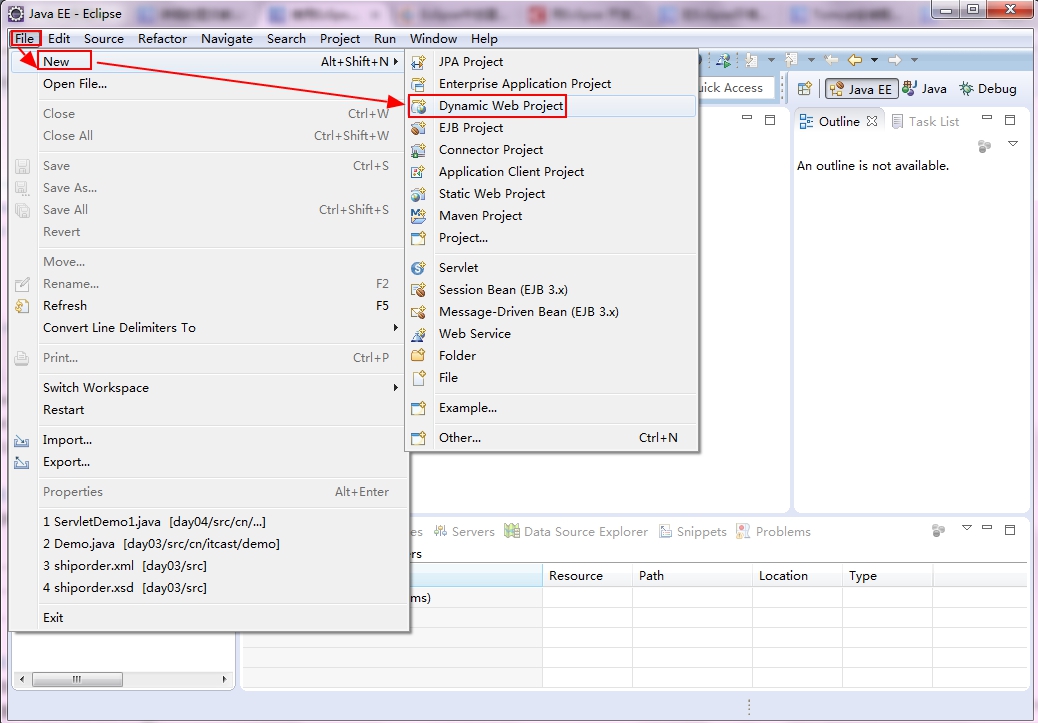 Java EE - Eclipse
File Edit Source Refactor Navigate Search Project Run Window Help
New Alt+Shift+N
Open File...
Close Ctrl+W
Close All Ctrl+Shift+W
Save Ctrl+S
Save As...
Save All Ctrl+Shift+S
Revert
Move...
Rename... F2
Refresh F5
Convert Line Delimiters To
Print... Ctrl+P
Switch Workspace
Restart
Import...
Export...
Properties Alt+Enter
1 ServletDemo1.java [day04/src/cn/...]
2 Demo.java [day03/src/cn/itcast/demo]
3 shiporder.xml [day03/src]
4 shiporder.xsd [day03/src]
Exit
JPA Project
Enterprise Application Project
Dynamic Web Project
EJB Project
Connector Project
Application Client Project
Static Web Project
Maven Project
Project...
Servlet
Session Bean (EJB 3.x)
Message-Driven Bean (EJB 3.x)
Web Service
Folder
File
Example...
Other... Ctrl+N
uick Access
Java EE Java Debug
Outline Task List
An outline is not available.
es Servers Data Source Explorer Snippets Problems
ers
Resource Path Location Type
ms)